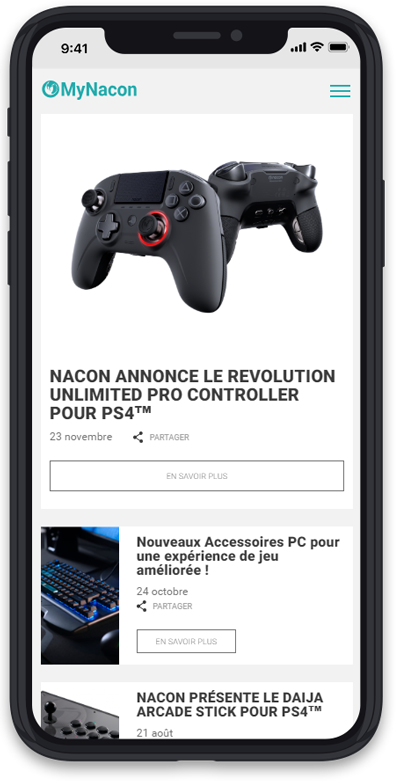 9:41
MyNacon
NACON ANNONCE LE REVOLUTION
UNLIMITED PRO CONTROLLER
POUR PS4™
23 novembre PARTAGER
EN SAVOIR PLUS
Nouveaux Accessoires PC pour
une expérience de jeu
améliorée !
24 octobre
PARTAGER
EN SAVOIR PLUS
NACON PRÉSENTE LE DAIJA
ARCADE STICK POUR PS4™
21 août